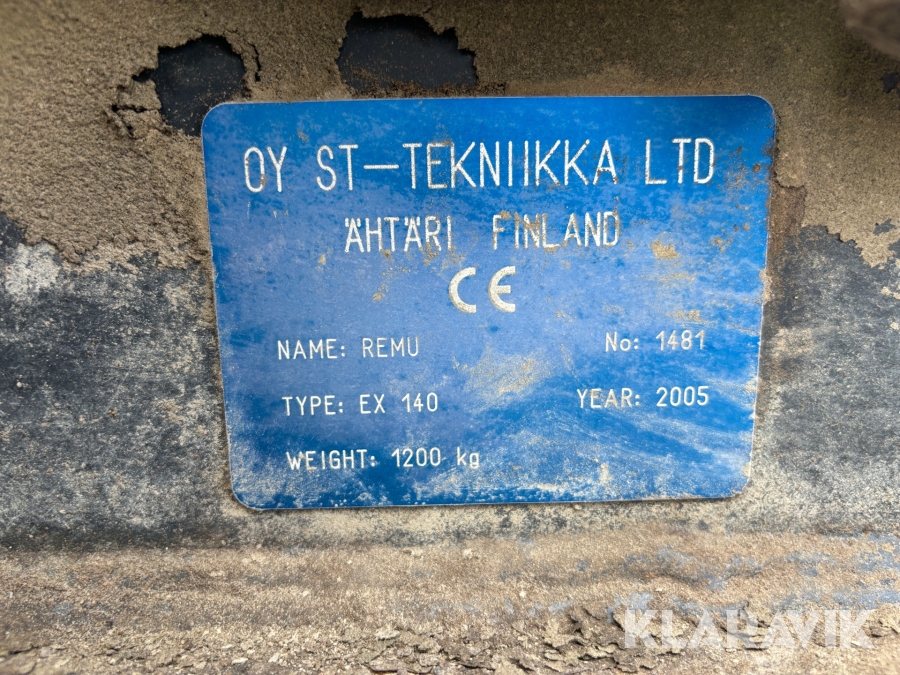 OY ST-TEKNIIKKA LTD
ÄHTÄRI FINLAND
CE
NAME: REMU No: 1481
TYPE: EX 140 YEAR: 2005
WEIGHT: 1200 kg
KLARAVIK